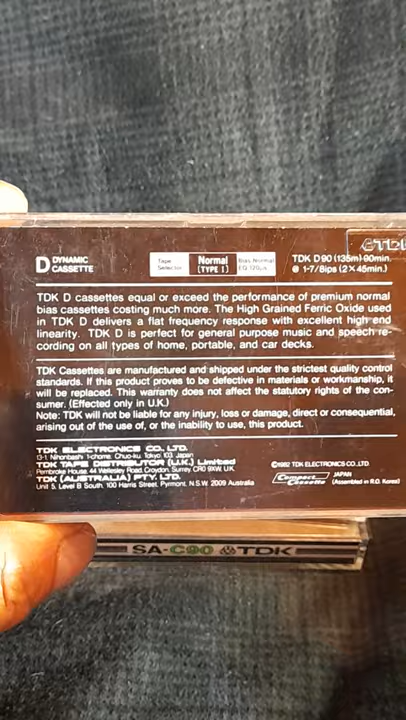 D DYNAMIC CASSETTE
Tape Selector Normal (TYPE I) Bias Normal EQ 120μs
TDK D90 (135m) 90min.
● 1-7/8ips (2×45min.)
TDK
TDK D cassettes equal or exceed the performance of premium normal
bias cassettes costing much more. The High Grained Ferric Oxide used
in TDK D delivers a flat frequency response with excellent high-end
linearity. TDK D is perfect for general purpose music and speech re-
cording on all types of home, portable, and car decks.
TDK Cassettes are manufactured and shipped under the strictest quality control
standards. If this product proves to be defective in materials or workmanship, it
will be replaced. This warranty does not affect the statutory rights of the con-
sumer. (Effected only in U.K.)
Note: TDK will not be liable for any injury, loss or damage, direct or consequential,
arising out of the use of, or the inability to use, this product.
TDK ELECTRONICS CO. LTD.
13-1, Nihonbashi 1-chome, Chuo-ku, Tokyo 103, Japan
TDK TAPE DISTRIBUTOR (U.K.) Limited
Pembroke House, 44 Wellesley Road, Croydon, Surrey CR0 9XW, U.K.
TDK (AUSTRALIA) PTY. LTD.
Unit 5, Level B South, 100 Harris Street, Pyrmont, N.S.W. 2009 Australia
©1982 TDK ELECTRONICS CO., LTD
Compact Cassette
JAPAN
(Assembled in R.O. Korea)
SA-C90 TDK